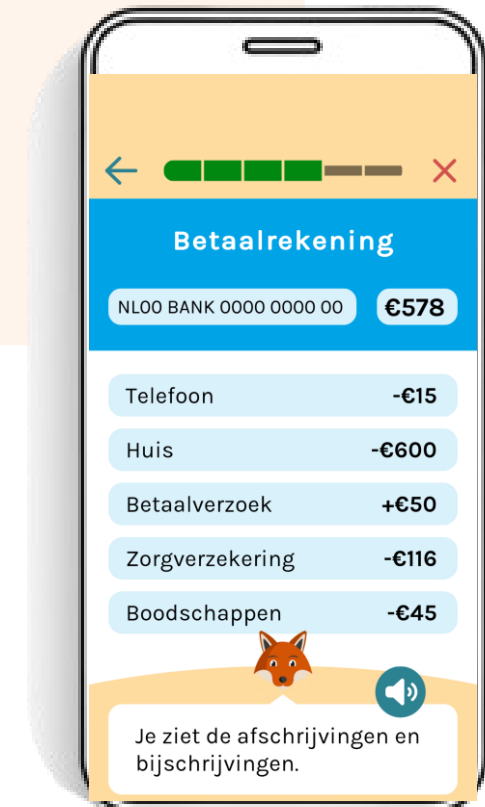 Betaalrekening
NL00 BANK 0000 0000 00 €578
Telefoon -€15
Huis -€600
Betaalverzoek +€50
Zorgverzekering -€116
Boodschappen -€45
Je ziet de afschrijvingen en
bijschrijvingen.